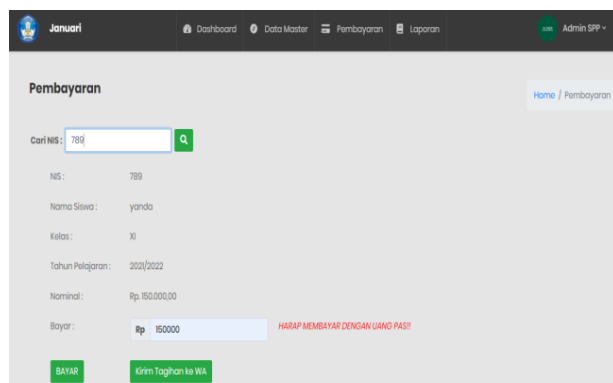 Januari Dashboard Data Master Pembayaran Laporan Admin SPP
Pembayaran
Home / Pembayaran
Cari NIS : 789
NIS : 789
Nama Siswa : yanda
Kelas : XI
Tahun Pelajaran : 2021/2022
Nominal : Rp. 150.000,00
Bayar : Rp 150000 HARAP MEMBAYAR DENGAN UANG PAS!!
BAYAR Kirim Tagihan ke WA